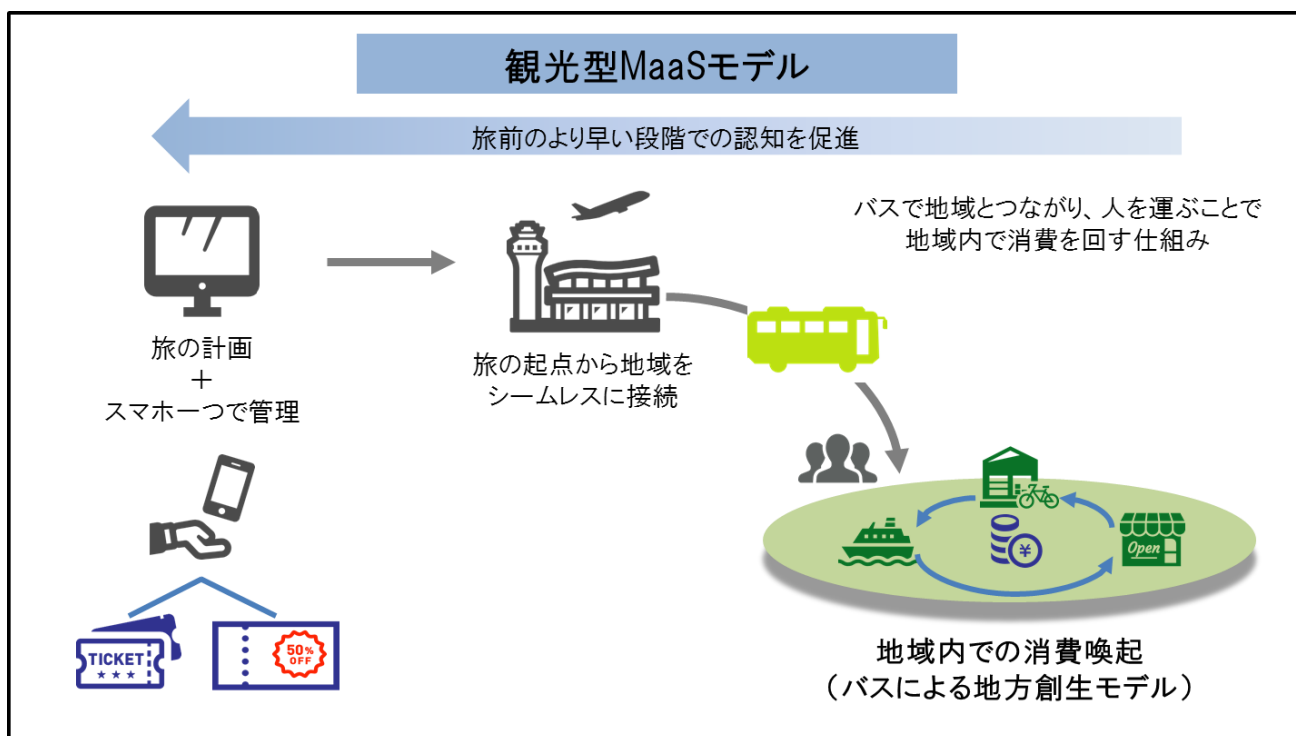 観光型MaaSモデル
旅前のより早い段階での認知を促進
バスで地域とつながり、人を運ぶことで
地域内で消費を回す仕組み
旅の計画
+
スマホ一つで管理
旅の起点から地域を
シームレスに接続
TICKET
50%
OFF
¥
Open
地域内での消費喚起
（バスによる地方創生モデル）